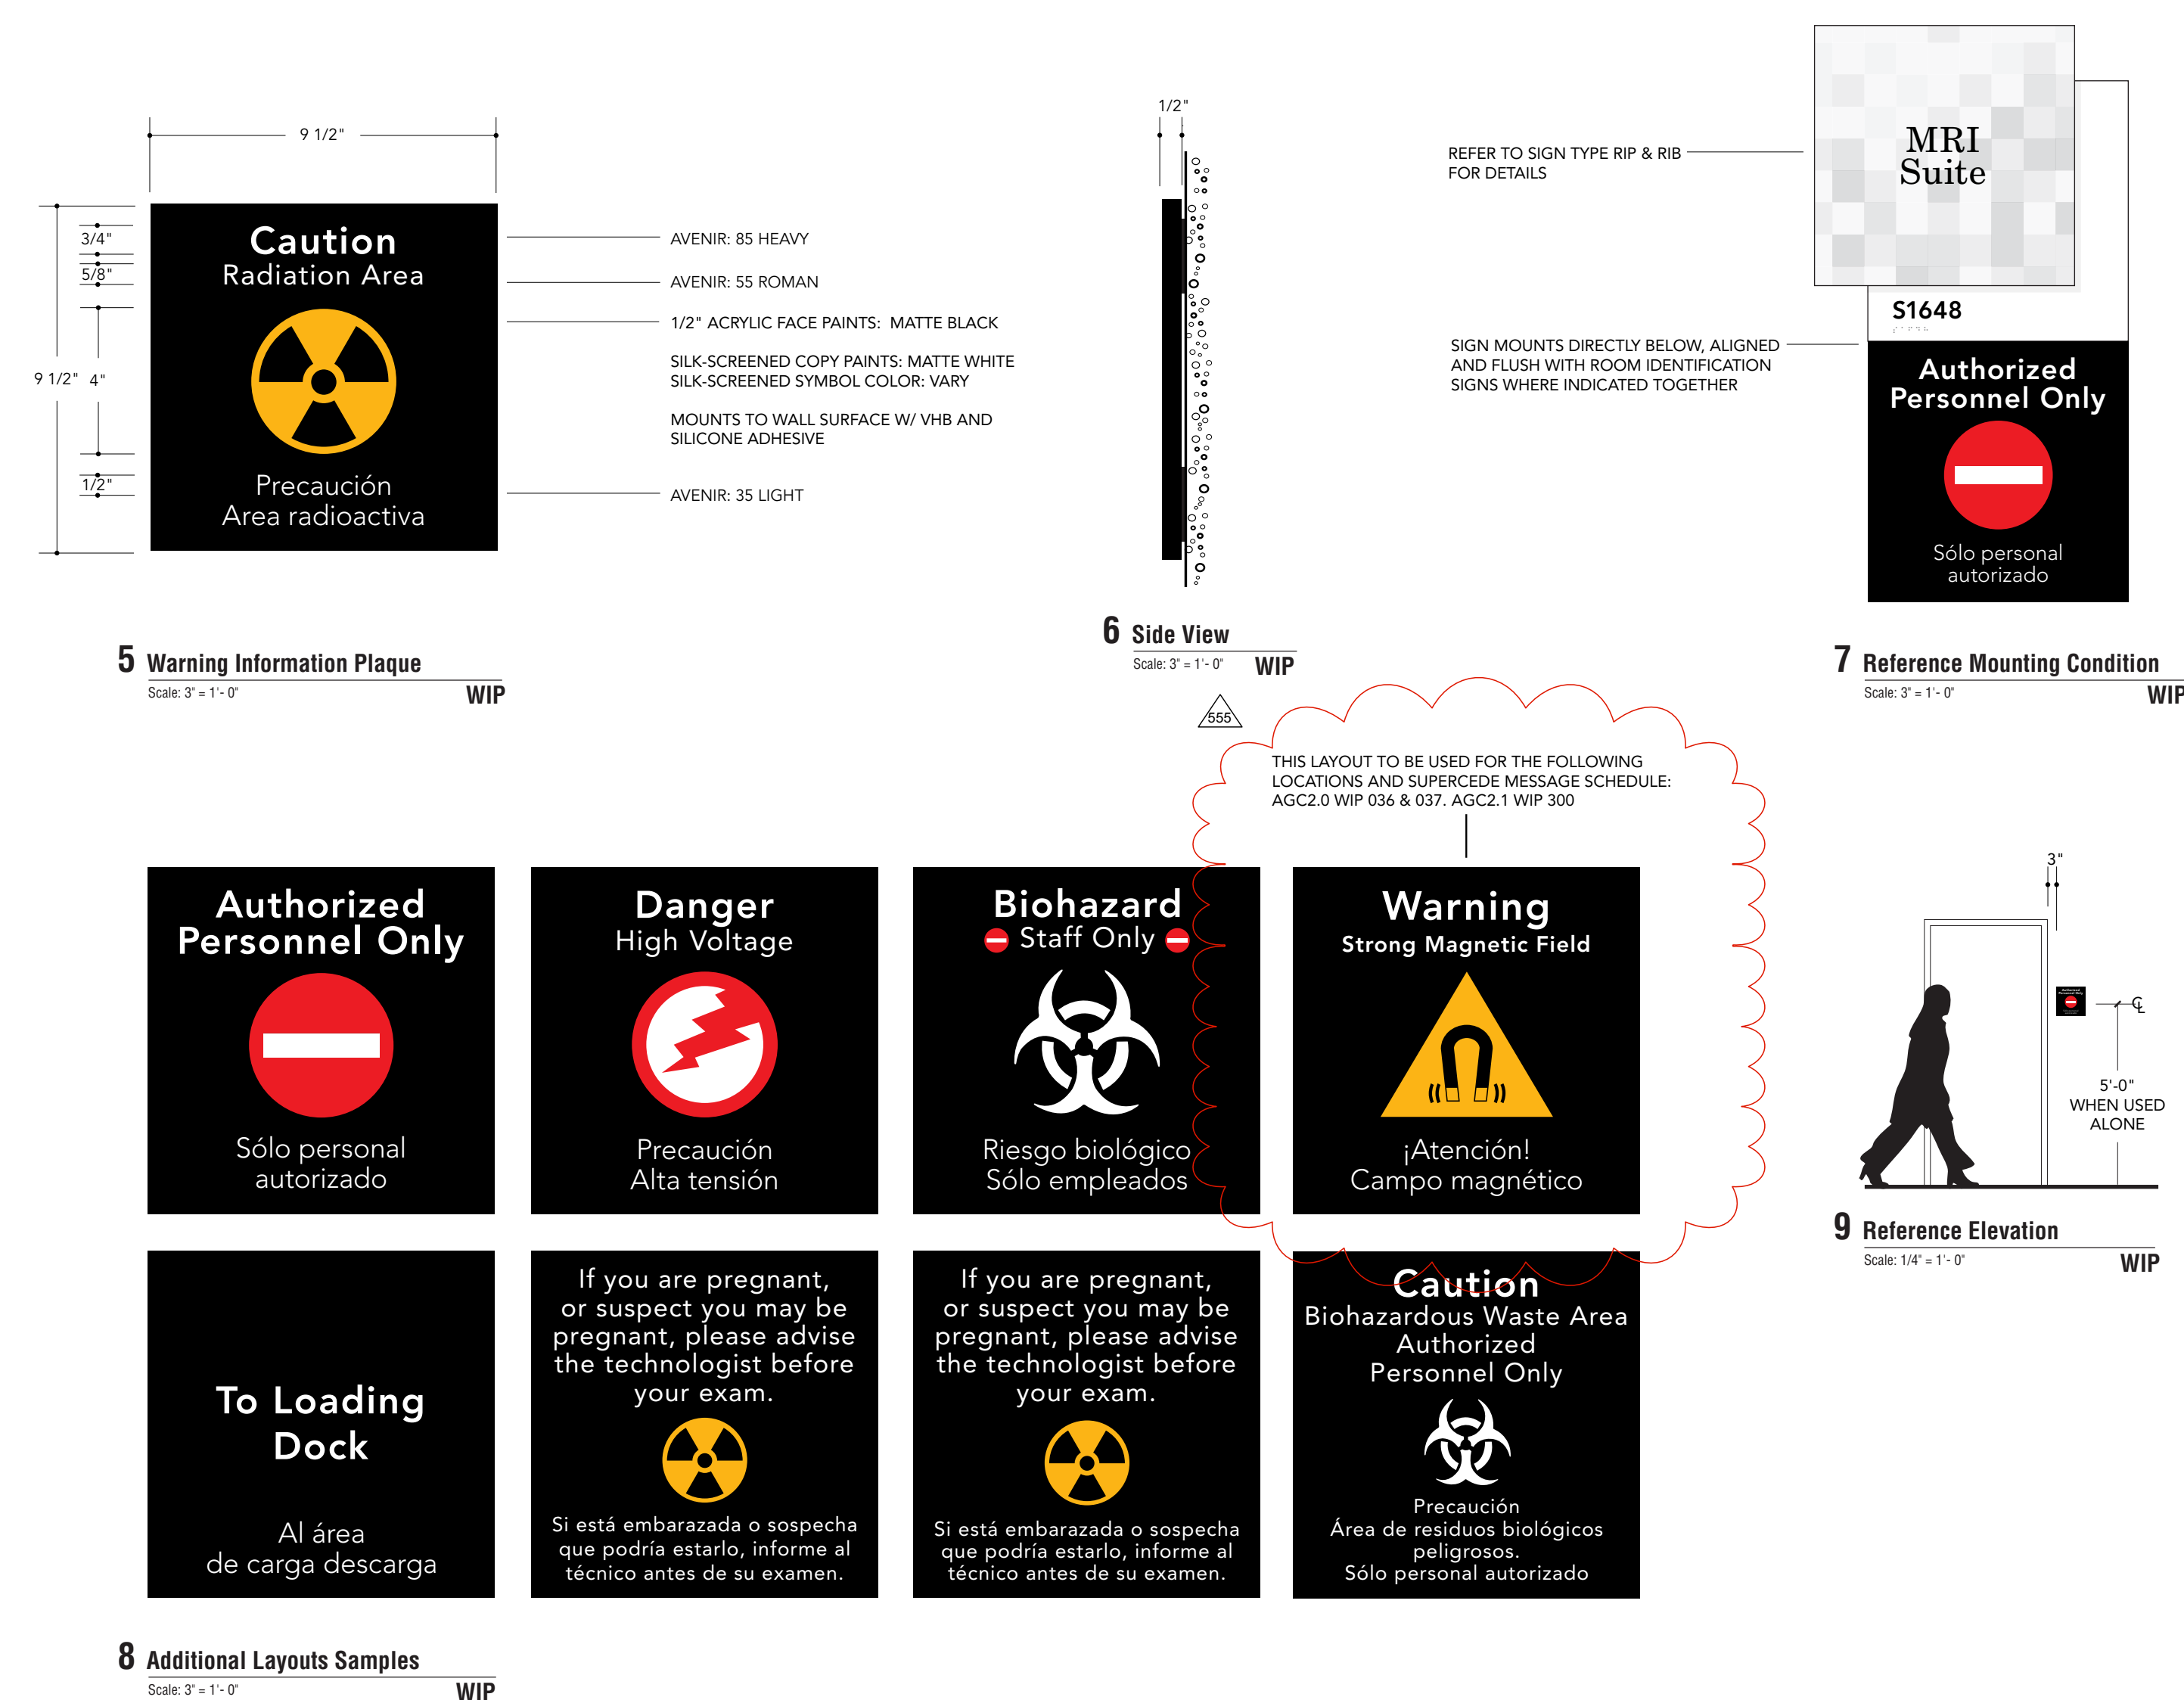 9 1/2"
3/4"
5/8"
9 1/2"
4"
1/2"
Caution
Radiation Area
Precaución
Area radioactiva
AVENIR: 85 HEAVY
AVENIR: 55 ROMAN
1/2" ACRYLIC FACE PAINTS: MATTE BLACK
SILK-SCREENED COPY PAINTS: MATTE WHITE
SILK-SCREENED SYMBOL COLOR: VARY
MOUNTS TO WALL SURFACE W/ VHB AND
SILICONE ADHESIVE
AVENIR: 35 LIGHT
5 Warning Information Plaque
Scale: 3" = 1'- 0" WIP
1/2"
6 Side View
Scale: 3" = 1'- 0" WIP
REFER TO SIGN TYPE RIP & RIB
FOR DETAILS
SIGN MOUNTS DIRECTLY BELOW, ALIGNED
AND FLUSH WITH ROOM IDENTIFICATION
SIGNS WHERE INDICATED TOGETHER
MRI
Suite
S1648
Authorized
Personnel Only
Sólo personal
autorizado
7 Reference Mounting Condition
Scale: 3" = 1'- 0" WIP
555
THIS LAYOUT TO BE USED FOR THE FOLLOWING
LOCATIONS AND SUPERCEDE MESSAGE SCHEDULE:
AGC2.0 WIP 036 & 037. AGC2.1 WIP 300
Authorized
Personnel Only
Sólo personal
autorizado
Danger
High Voltage
Precaución
Alta tensión
Biohazard
Staff Only
Riesgo biológico
Sólo empleados
Warning
Strong Magnetic Field
¡Atención!
Campo magnético
To Loading
Dock
Al área
de carga descarga
If you are pregnant,
or suspect you may be
pregnant, please advise
the technologist before
your exam.
Si está embarazada o sospecha
que podría estarlo, informe al
técnico antes de su examen.
If you are pregnant,
or suspect you may be
pregnant, please advise
the technologist before
your exam.
Si está embarazada o sospecha
que podría estarlo, informe al
técnico antes de su examen.
Caution
Biohazardous Waste Area
Authorized
Personnel Only
Precaución
Área de residuos biológicos
peligrosos.
Sólo personal autorizado
8 Additional Layouts Samples
Scale: 3" = 1'- 0" WIP
3"
Authorized
Personnel Only
℄
5'-0"
WHEN USED
ALONE
9 Reference Elevation
Scale: 1/4" = 1'- 0" WIP